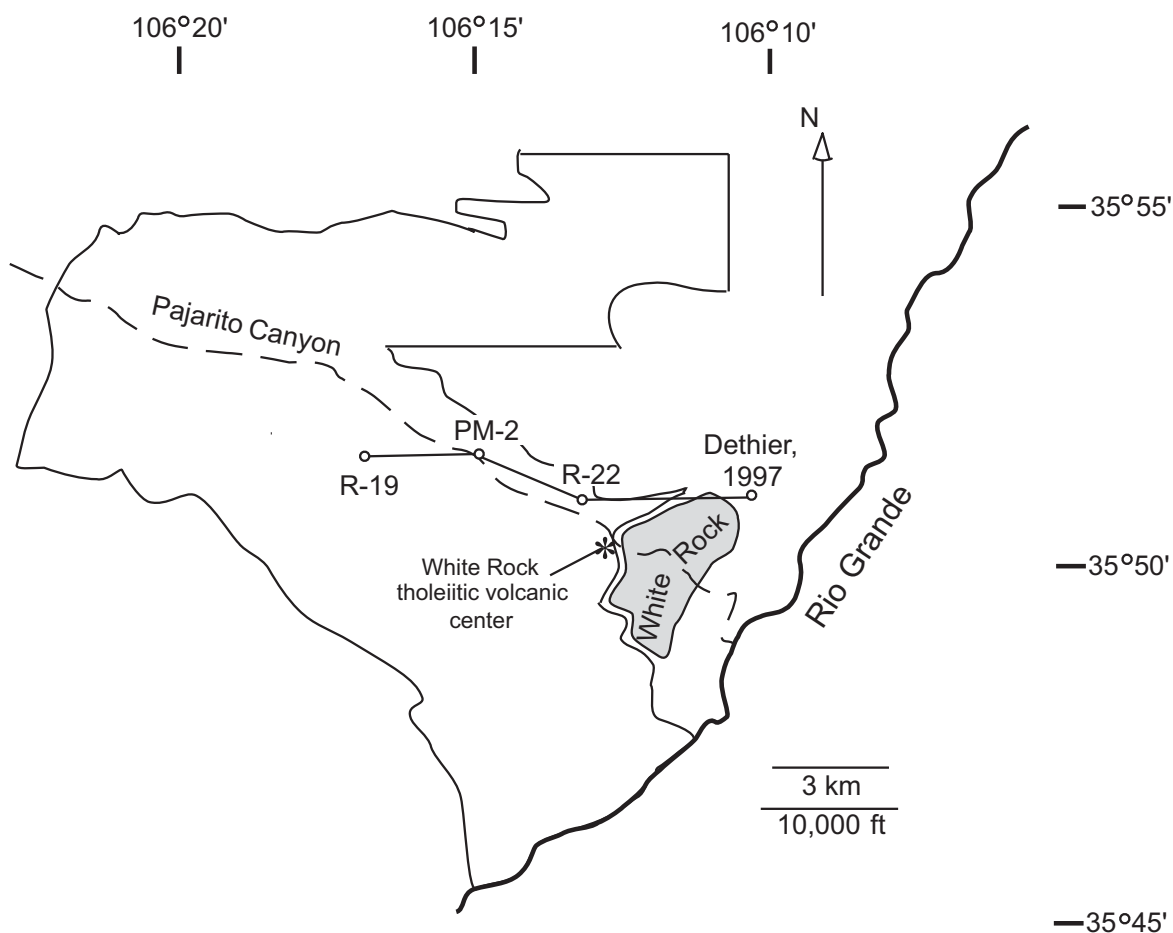 106°20'
106°15'
106°10'
N
35°55'
Pajarito Canyon
PM-2
Dethier,
1997
R-19
R-22
White Rock
tholeiitic volcanic
center
White Rock
35°50'
Rio Grande
3 km
10,000 ft
35°45'